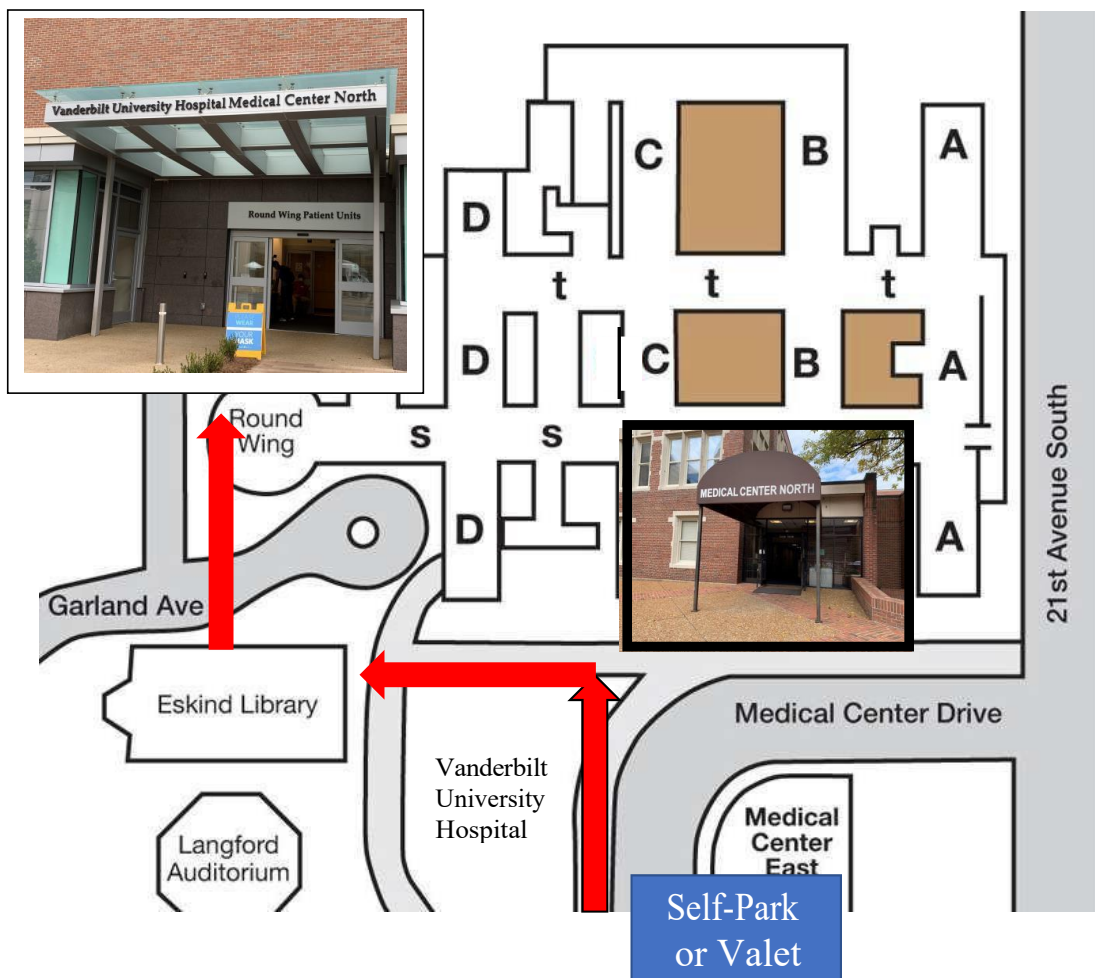 Vanderbilt University Hospital Medical Center North
Round Wing Patient Units
WEAR
YOUR
MASK
C
B
A
D
t
t
t
D
C
B
A
Round
Wing
s
s
MEDICAL CENTER NORTH
D
A
21st Avenue South
Garland Ave
Eskind Library
Medical Center Drive
Vanderbilt
University
Hospital
Langford
Auditorium
Medical
Center
East
Self-Park
or Valet